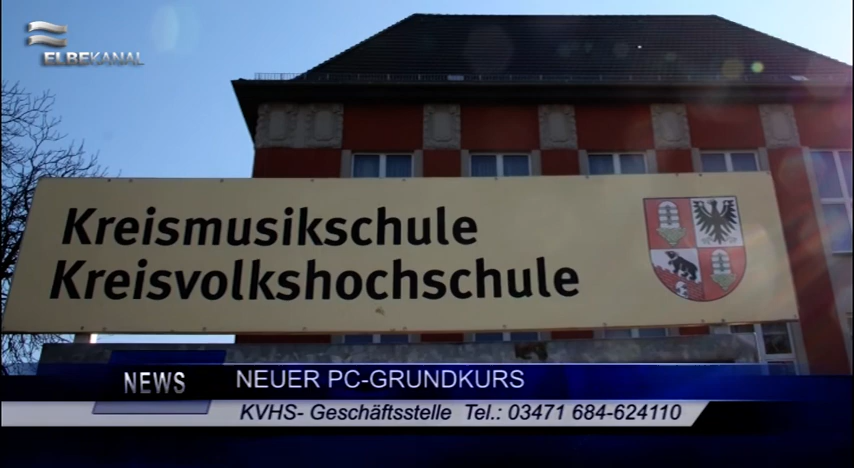 ELBEKANAL
Kreismusikschule
Kreisvolkshochschule
NEWS
NEUER PC-GRUNDKURS
KVHS- Geschäftsstelle Tel.: 03471 684-624110